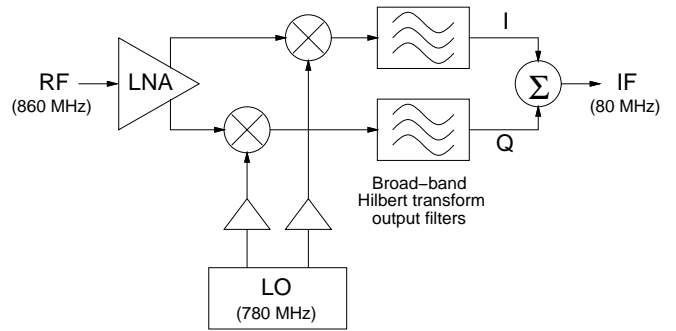 I
RF
(860 MHz)
LNA
Σ
IF
(80 MHz)
Q
Broad−band
Hilbert transform
output filters
LO
(780 MHz)